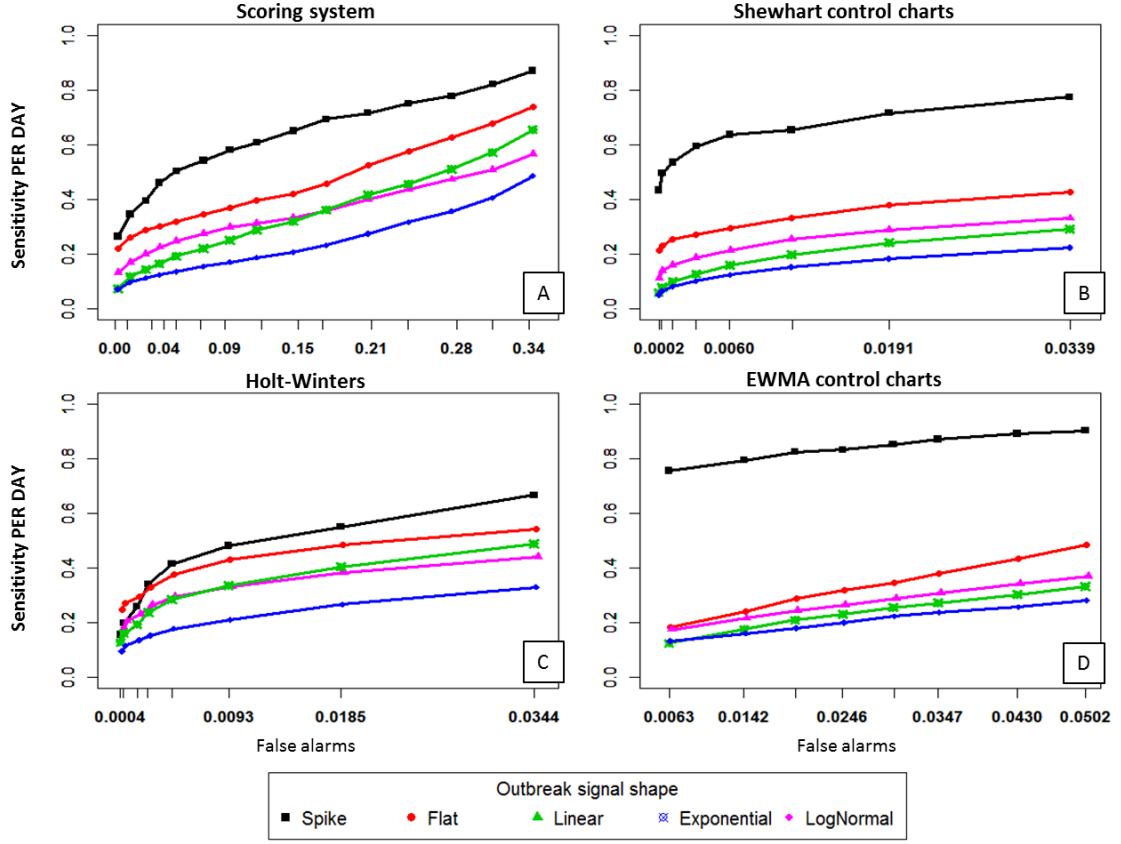 Scoring system
Shewhart control charts
Sensitivity PER DAY
1.0
0.8
0.6
0.4
0.2
0.0
A
0.00 0.04 0.09 0.15 0.21 0.28 0.34
1.0
0.8
0.6
0.4
0.2
0.0
B
0.0002 0.0060 0.0191 0.0339
Holt-Winters
EWMA control charts
Sensitivity PER DAY
1.0
0.8
0.6
0.4
0.2
0.0
C
0.0004 0.0093 0.0185 0.0344
False alarms
1.0
0.8
0.6
0.4
0.2
0.0
D
0.0063 0.0142 0.0246 0.0347 0.0430 0.0502
False alarms
Outbreak signal shape
Spike Flat Linear Exponential LogNormal